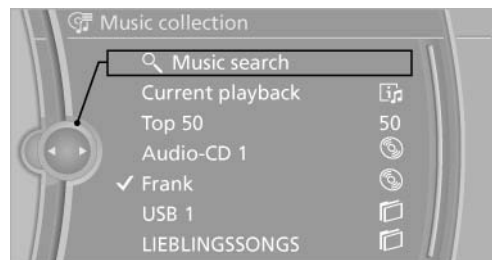 Music collection
Music search
Current playback
Top 50 50
Audio-CD 1
Frank
USB 1
LIEBLINGSSONGS